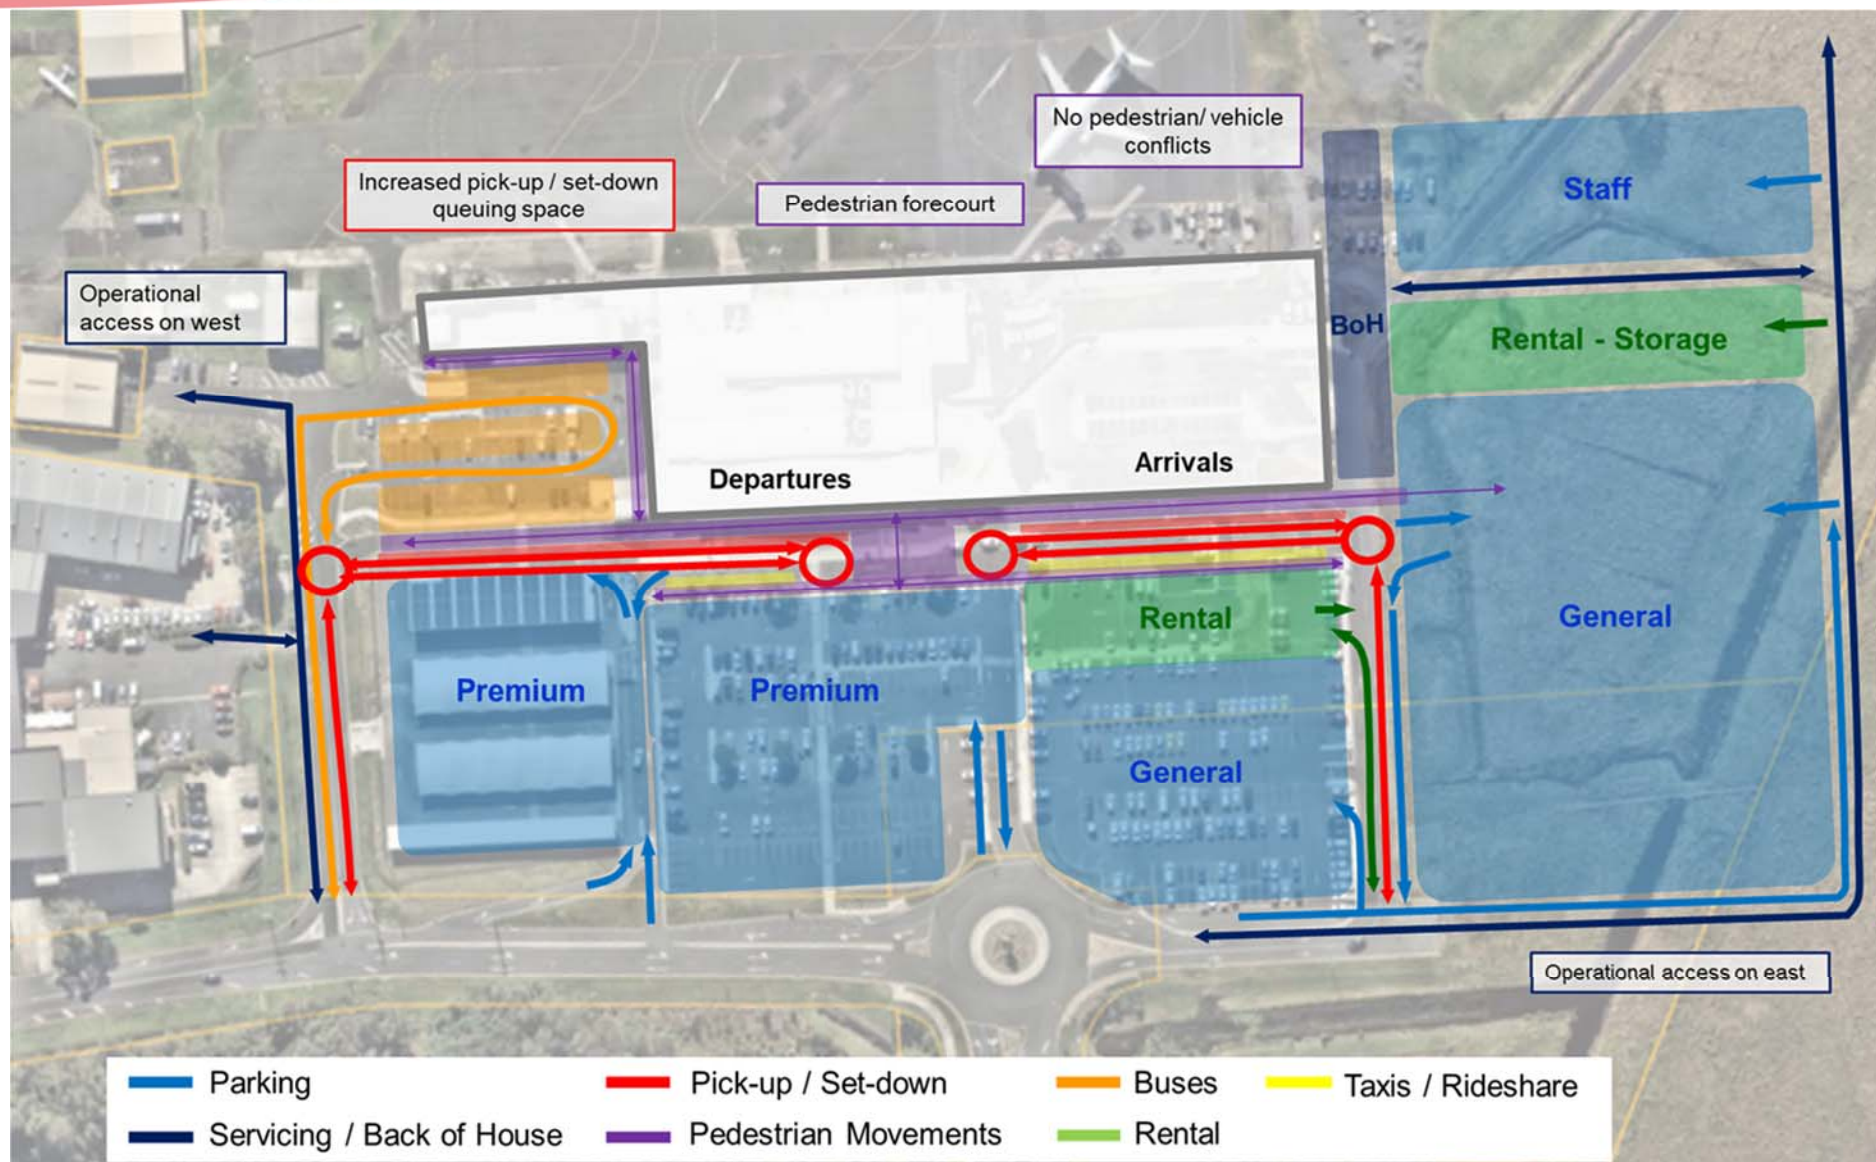 No pedestrian/ vehicle
conflicts
Increased pick-up / set-down
queuing space
Pedestrian forecourt
Staff
Operational
access on west
BoH
Rental - Storage
Departures
Arrivals
Rental
General
Premium
Premium
General
Operational access on east
Parking
Pick-up / Set-down
Buses
Taxis / Rideshare
Servicing / Back of House
Pedestrian Movements
Rental